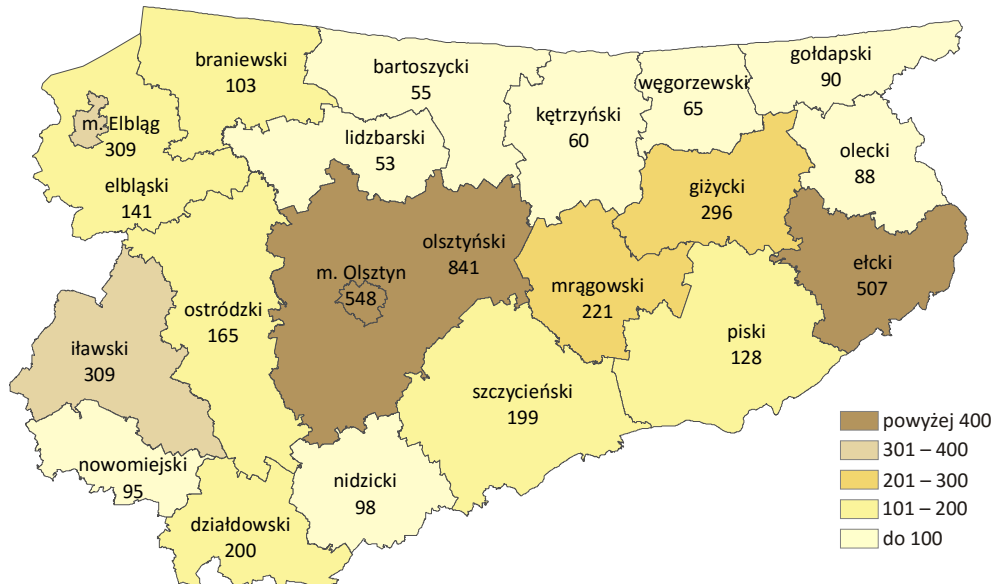 braniewski
103
bartoszycki
55
gołdapski
90
węgorzewski
65
kętrzyński
60
m. Elbląg
309
lidzbarski
53
olecki
88
elbląski
141
giżycki
296
olsztyński
841
m. Olsztyn
548
ełcki
507
mrągowski
221
ostródzki
165
piski
128
iławski
309
szczycieński
199
nowomiejski
95
nidzicki
98
działdowski
200
powyżej 400
301 – 400
201 – 300
101 – 200
do 100